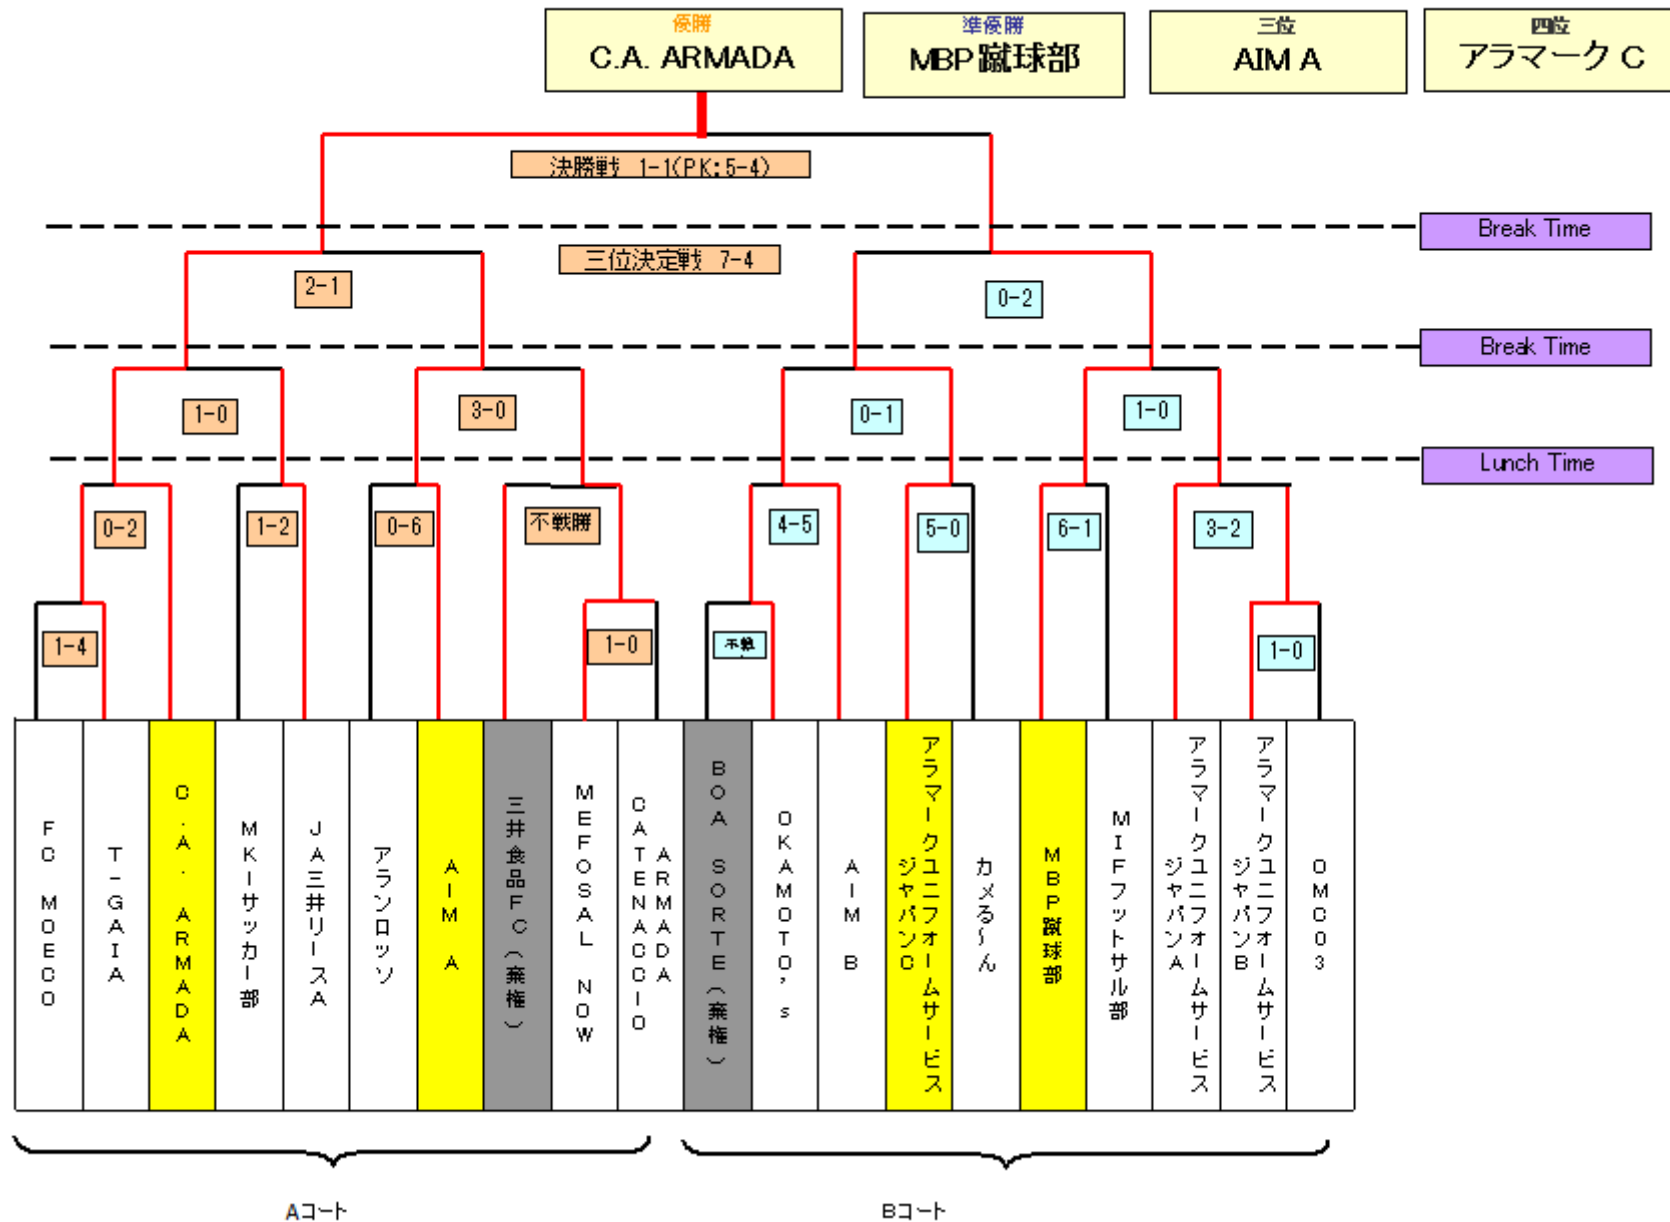 優勝
C.A. ARMADA
準優勝
MBP蹴球部
三位
AIM A
四位
アラマーク C
決勝戦 1-1(PK:5-4)
Break Time
三位決定戦 7-4
2-1
0-2
Break Time
1-0
3-0
0-1
1-0
Lunch Time
0-2
1-2
0-6
不戦勝
4-5
5-0
6-1
3-2
1-4
1-0
不戦
1-0
FC MOECO
T-GAIA
C.A. ARMADA
MKIサッカー部
JA三井リースA
アランロッソ
AIM A
三井食品FC(棄権)
MEFOSAL NOW
CATENACCIO
ARMADA
BOA SORTE(棄権)
OKAMOTO's
AIM B
アラマークユニフォームサービス
ジャパンC
カメる～ん
MBP蹴球部
MIFフットサル部
アラマークユニフォームサービス
ジャパンA
アラマークユニフォームサービス
ジャパンB
OMC03
Aコート
Bコート